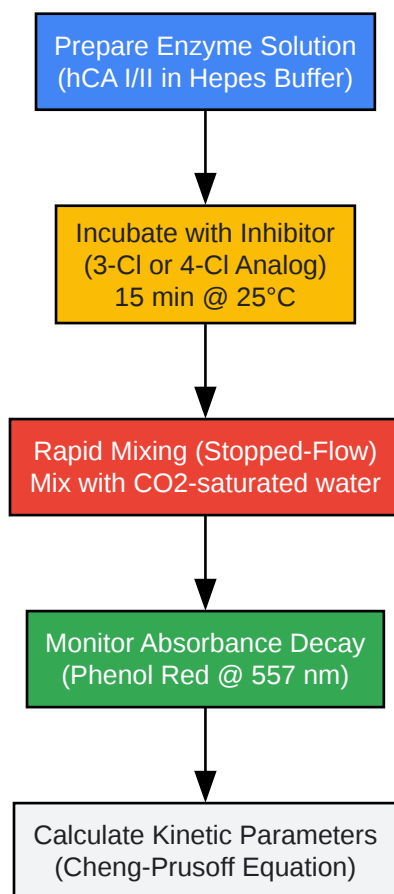 Prepare Enzyme Solution
(hCA I/II in Hepes Buffer)
Incubate with Inhibitor
(3-Cl or 4-Cl Analog)
15 min @ 25°C
Rapid Mixing (Stopped-Flow)
Mix with CO2-saturated water
Monitor Absorbance Decay
(Phenol Red @ 557 nm)
Calculate Kinetic Parameters
(Cheng-Prusoff Equation)